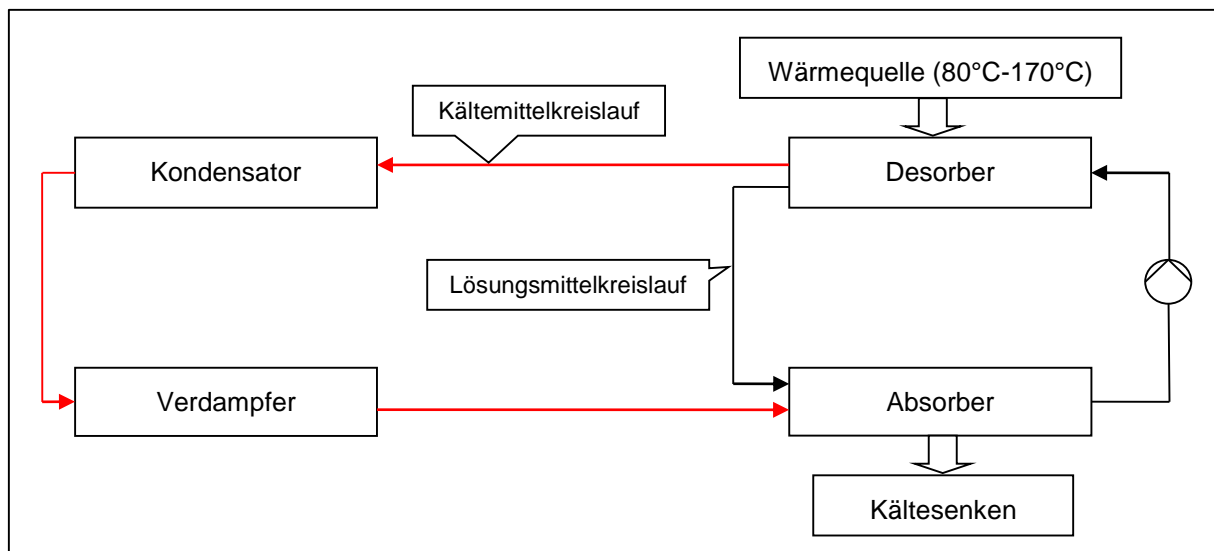 Wärmequelle (80°C-170°C)
Kältemittelkreislauf
Kondensator
Desorber
Lösungsmittelkreislauf
Verdampfer
Absorber
Kältesenken